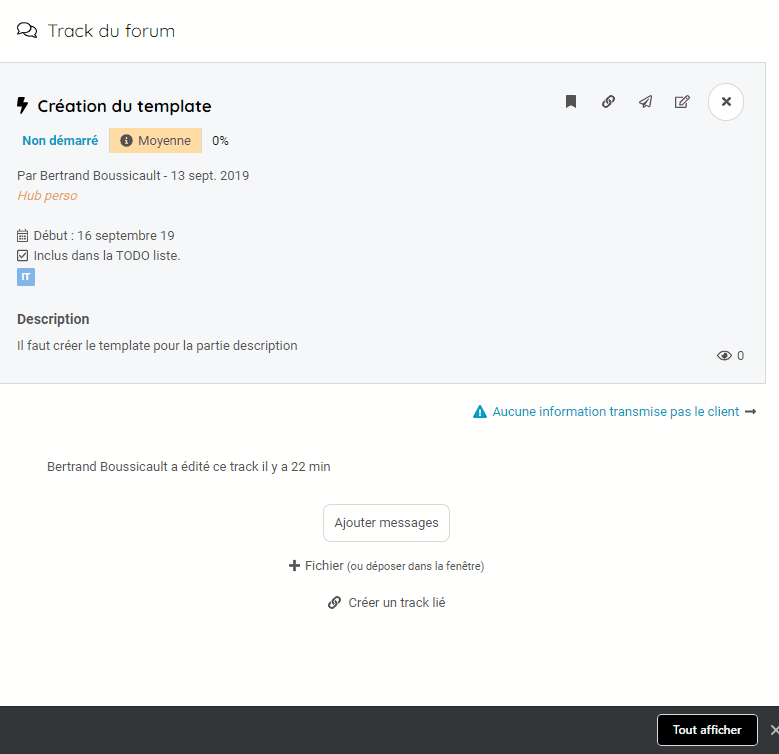 Track du forum
Création du template
Non démarré Moyenne 0%
Par Bertrand Boussicault - 13 sept. 2019
Hub perso
Début : 16 septembre 19
Inclus dans la TODO liste.
IT
Description
Il faut créer le template pour la partie description
0
Aucune information transmise pas le client
Bertrand Boussicault a édité ce track il y a 22 min
Ajouter messages
Fichier (ou déposer dans la fenêtre)
Créer un track lié
Tout afficher